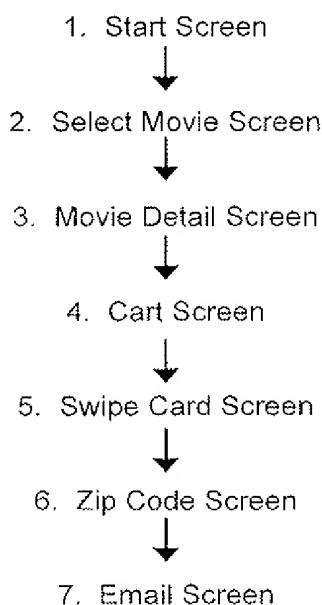 1. Start Screen
2. Select Movie Screen
3. Movie Detail Screen
4. Cart Screen
5. Swipe Card Screen
6. Zip Code Screen
7. Email Screen